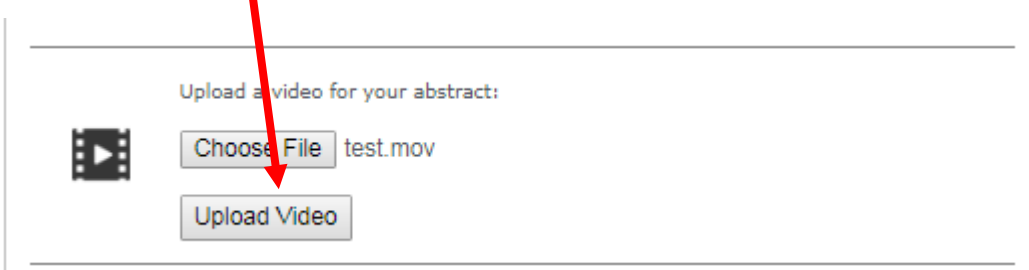 Upload a video for your abstract:
Choose File test.mov
Upload Video